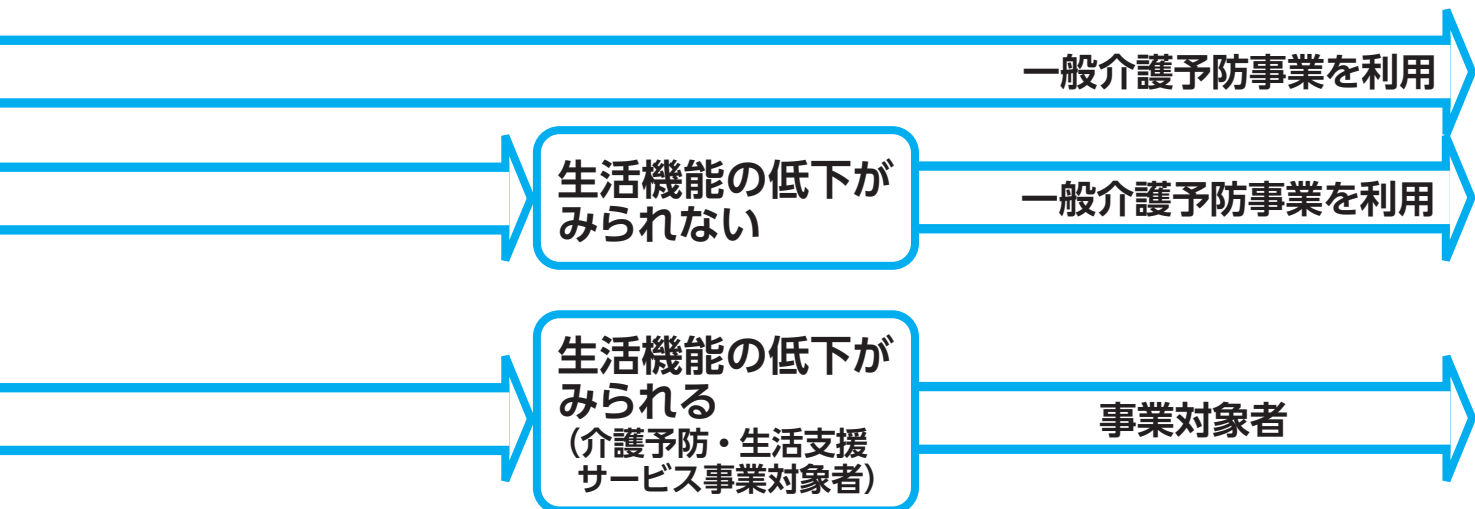 一般介護予防事業を利用
生活機能の低下が
みられない
一般介護予防事業を利用
生活機能の低下が
みられる
（介護予防・生活支援
サービス事業対象者）
事業対象者